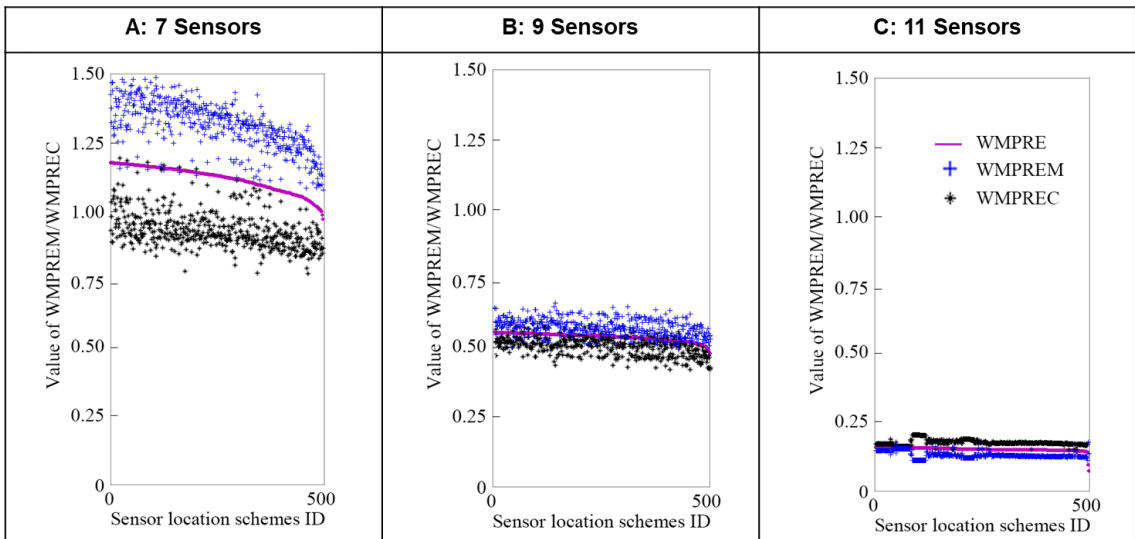 A: 7 Sensors
B: 9 Sensors
C: 11 Sensors
Value of WMPREM/WMPREC
1.50
1.25
1.00
0.75
0.50
0.25
0
0
500
Sensor location schemes ID
Value of WMPREM/WMPREC
1.50
1.25
1.00
0.75
0.50
0.25
0
0
500
Sensor location schemes ID
Value of WMPREM/WMPREC
1.50
1.25
1.00
0.75
0.50
0.25
0
0
500
Sensor location schemes ID
WMPRE
WMPREM
WMPREC